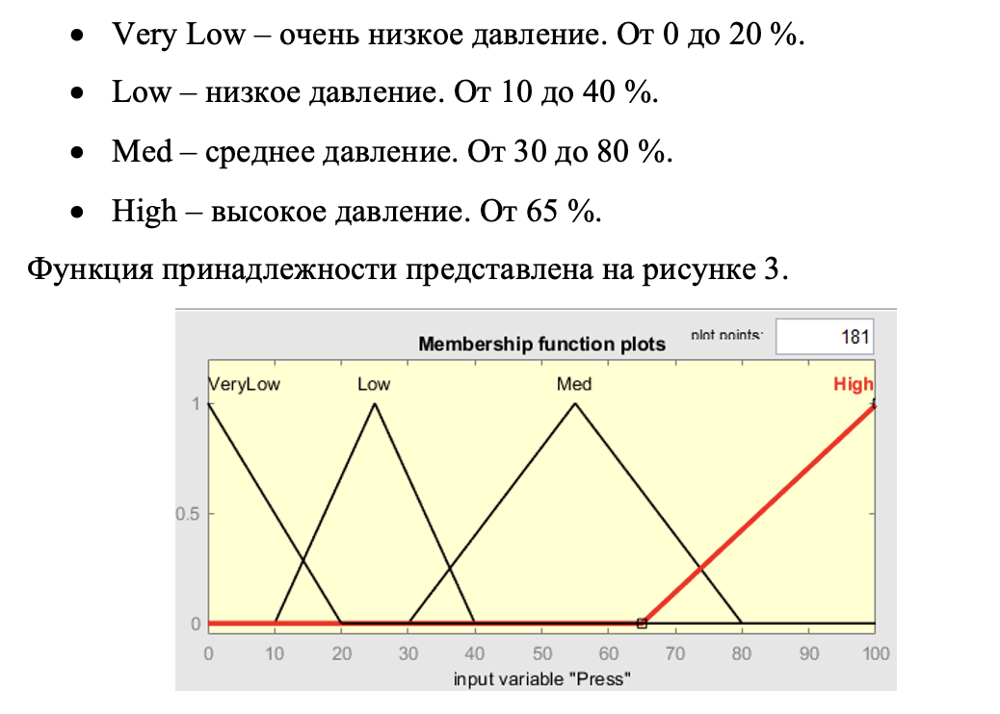 • Very Low – очень низкое давление. От 0 до 20 %.
• Low – низкое давление. От 10 до 40 %.
• Med – среднее давление. От 30 до 80 %.
• High – высокое давление. От 65 %.
Функция принадлежности представлена на рисунке 3.
Membership function plots
plot points:
181
VeryLow
Low
Med
High
1
0.5
0
0 10 20 30 40 50 60 70 80 90 100
input variable "Press"